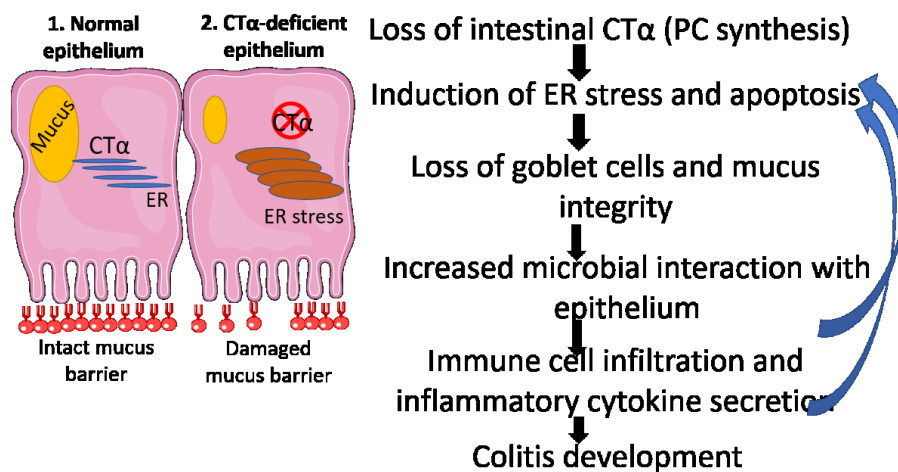 1. Normal
epithelium
Mucus
CTα
ER
Intact mucus
barrier
2. CTα-deficient
epithelium
CTα
ER stress
Damaged
mucus barrier
Loss of intestinal CTα (PC synthesis)
Induction of ER stress and apoptosis
Loss of goblet cells and mucus
integrity
Increased microbial interaction with
epithelium
Immune cell infiltration and
inflammatory cytokine secretion
Colitis development